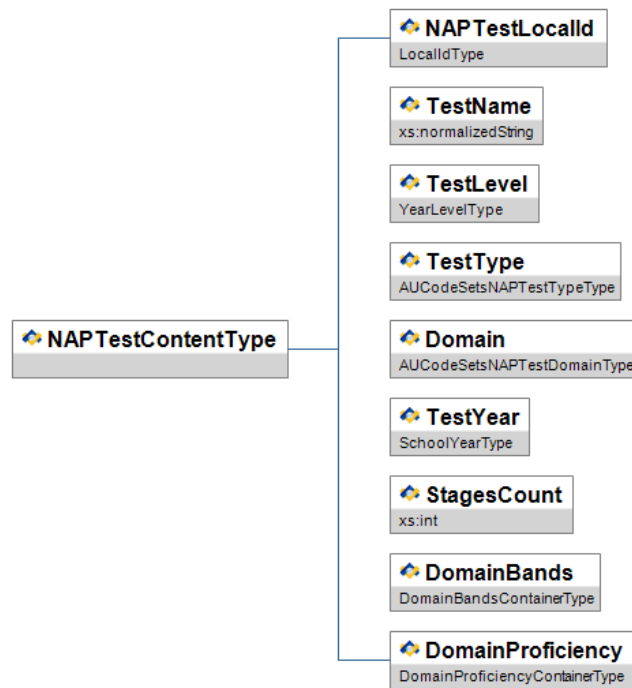 NAPTestLocalId
LocalIdType
TestName
xs:normalizedString
TestLevel
YearLevelType
TestType
AUCodeSetsNAPTestTypeType
NAPTestContentType
Domain
AUCodeSetsNAPTestDomainType
TestYear
SchoolYearType
StagesCount
xs:int
DomainBands
DomainBandsContainerType
DomainProficiency
DomainProficiencyContainerType